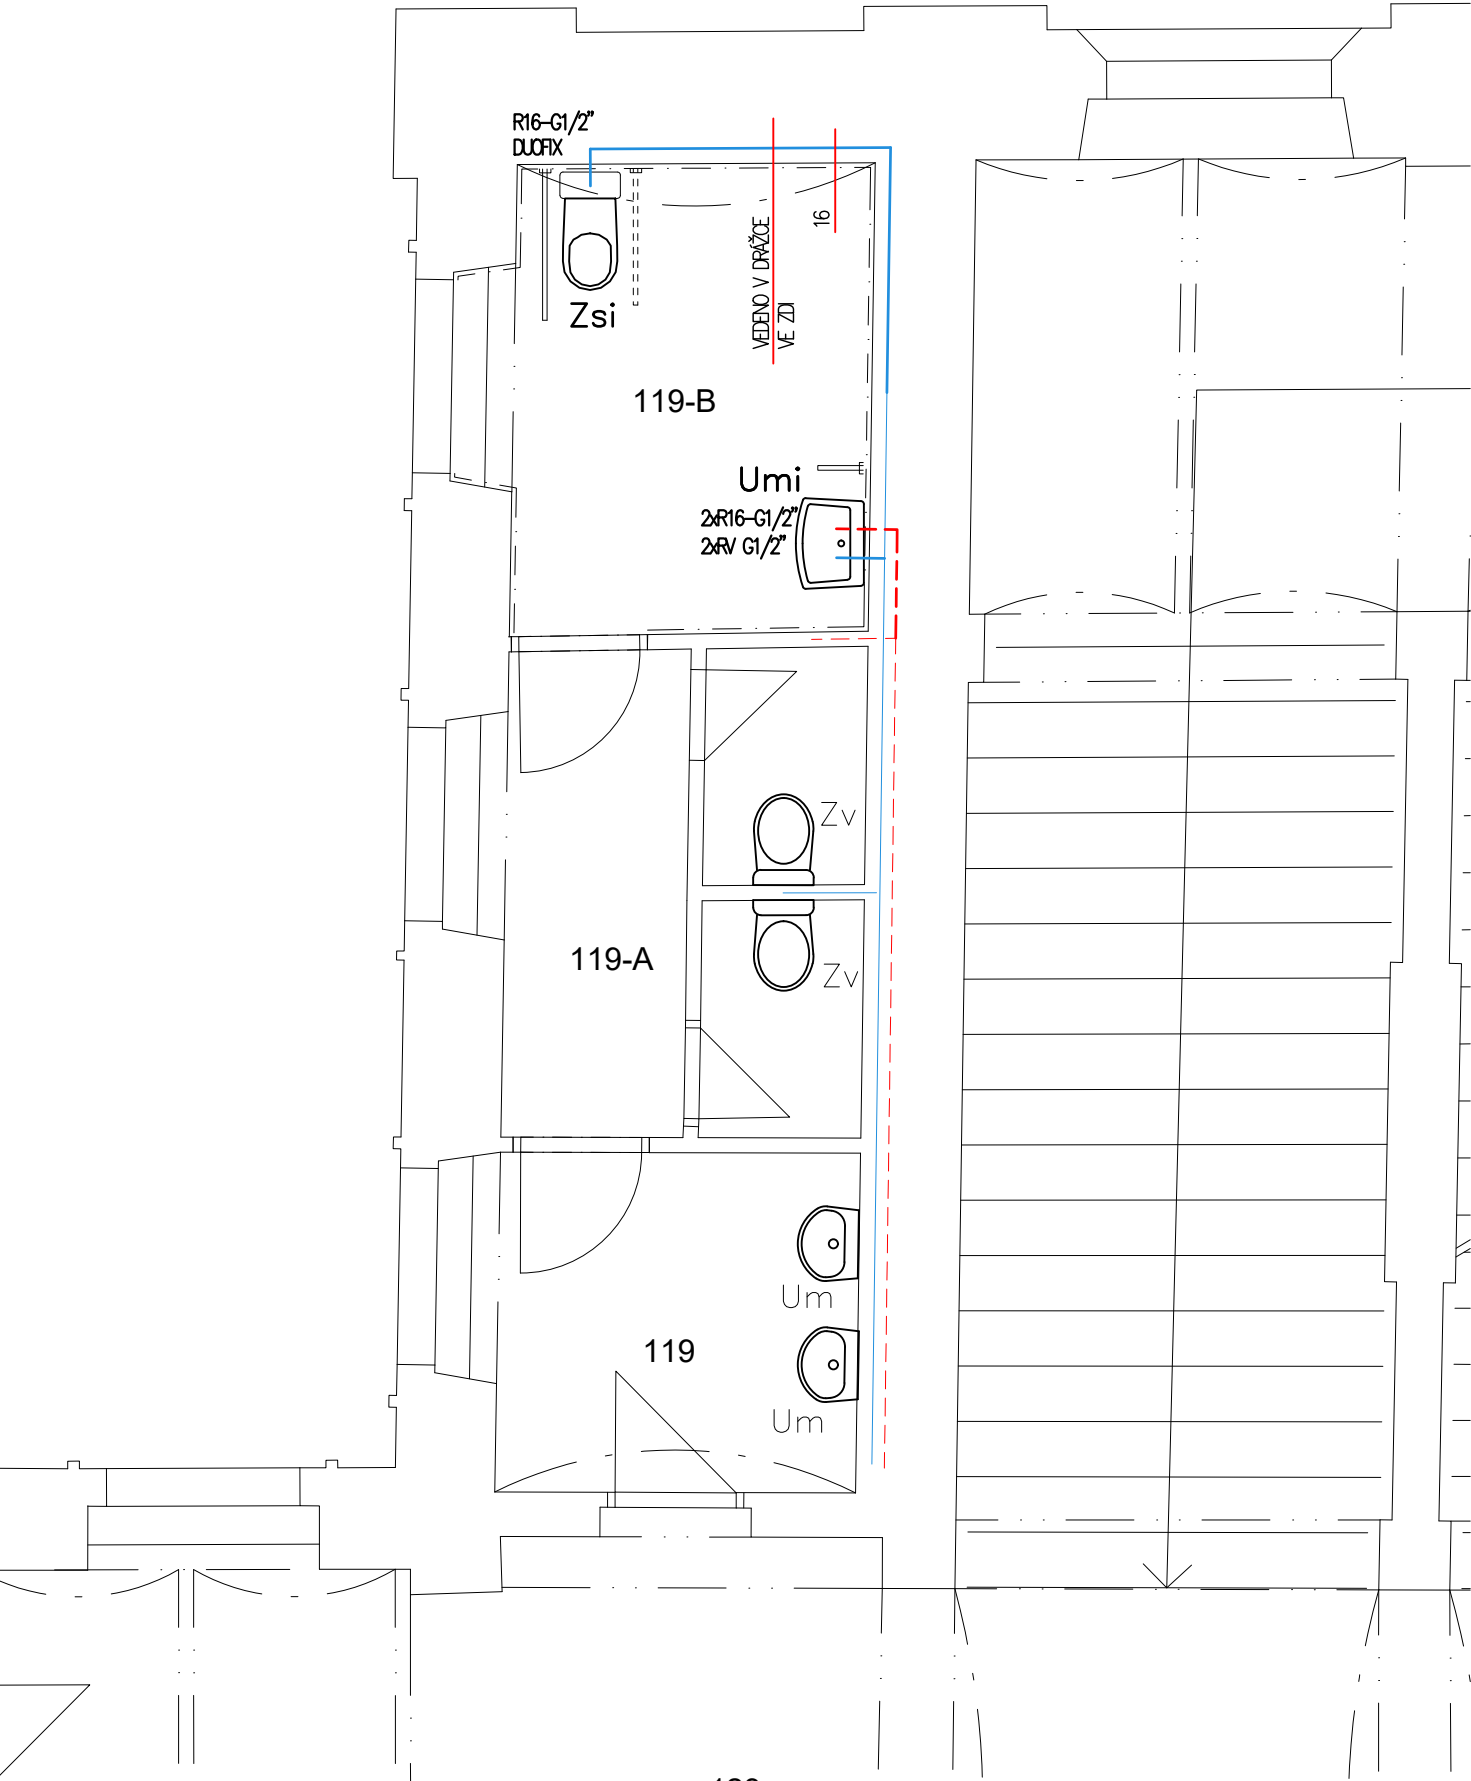 R16-G1/2"
DUOFIX
VEDENO V DRÁŽCE
VE ZDI
16
Zsi
119-B
Umi
2xR16-G1/2"
2xRV G1/2"
Zv
119-A
Zv
Um
119
Um